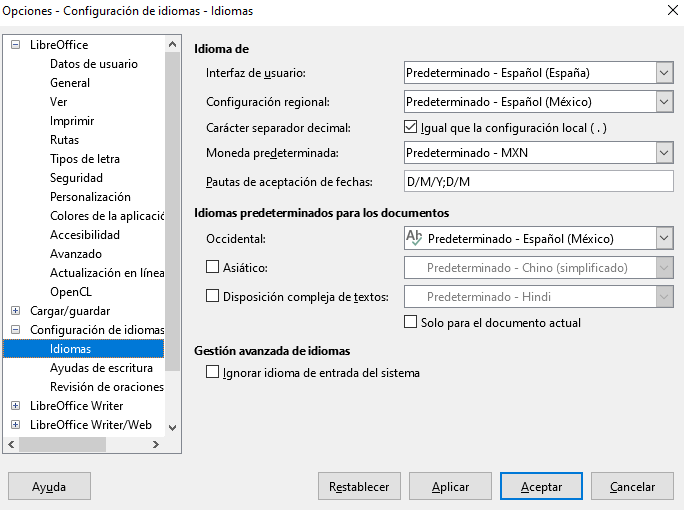 Opciones - Configuración de idiomas - Idiomas
LibreOffice
Datos de usuario
General
Ver
Imprimir
Rutas
Tipos de letra
Seguridad
Personalización
Colores de la aplicació
Accesibilidad
Avanzado
Actualización en línea
OpenCL
Cargar/guardar
Configuración de idiomas
Idiomas
Ayudas de escritura
Revisión de oraciones
LibreOffice Writer
LibreOffice Writer/Web
Idioma de
Interfaz de usuario: Predeterminado - Español (España)
Configuración regional: Predeterminado - Español (México)
Carácter separador decimal: Igual que la configuración local ( . )
Moneda predeterminada: Predeterminado - MXN
Pautas de aceptación de fechas: D/M/Y;D/M
Idiomas predeterminados para los documentos
Occidental: Predeterminado - Español (México)
Asiático: Predeterminado - Chino (simplificado)
Disposición compleja de textos: Predeterminado - Hindi
Solo para el documento actual
Gestión avanzada de idiomas
Ignorar idioma de entrada del sistema
Ayuda Restablecer Aplicar Aceptar Cancelar